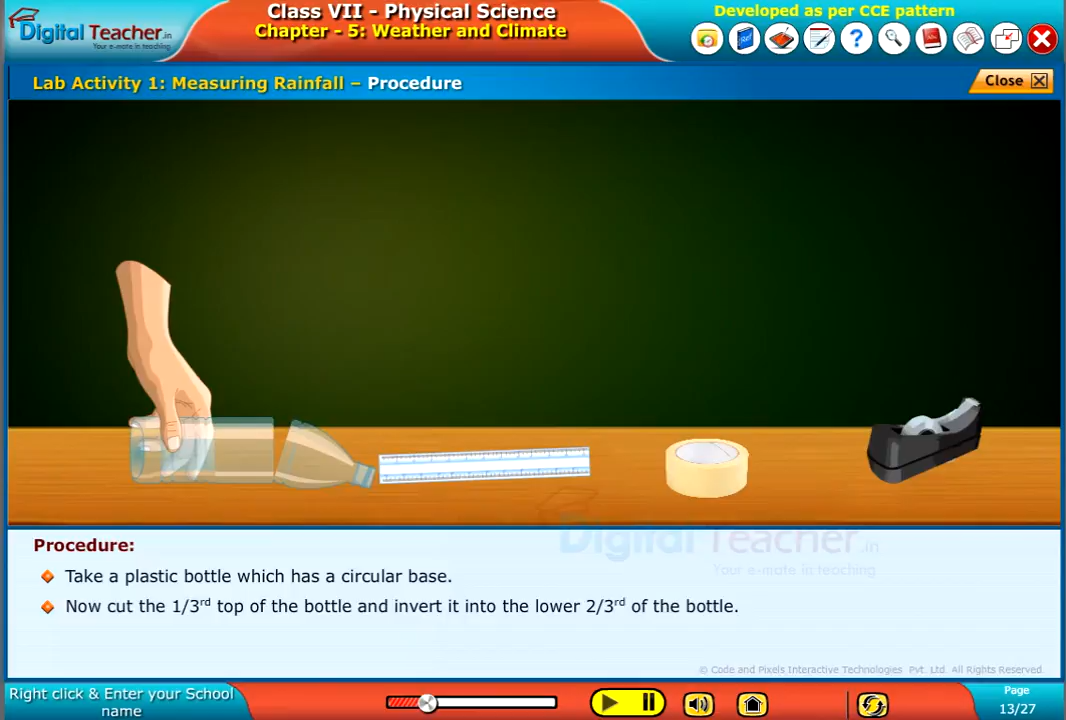 Digital Teacher.in
Your e-mate in teaching
Class VII - Physical Science
Chapter - 5: Weather and Climate
Developed as per CCE pattern
Lab Activity 1: Measuring Rainfall – Procedure
Close
Digital Teacher.in
Your e-mate in teaching
Procedure:
Take a plastic bottle which has a circular base.
Now cut the 1/3rd top of the bottle and invert it into the lower 2/3rd of the bottle.
© Code and Pixels Interactive Technologies Pvt. Ltd. All Rights Reserved.
Right click & Enter your School
name
Page
13/27